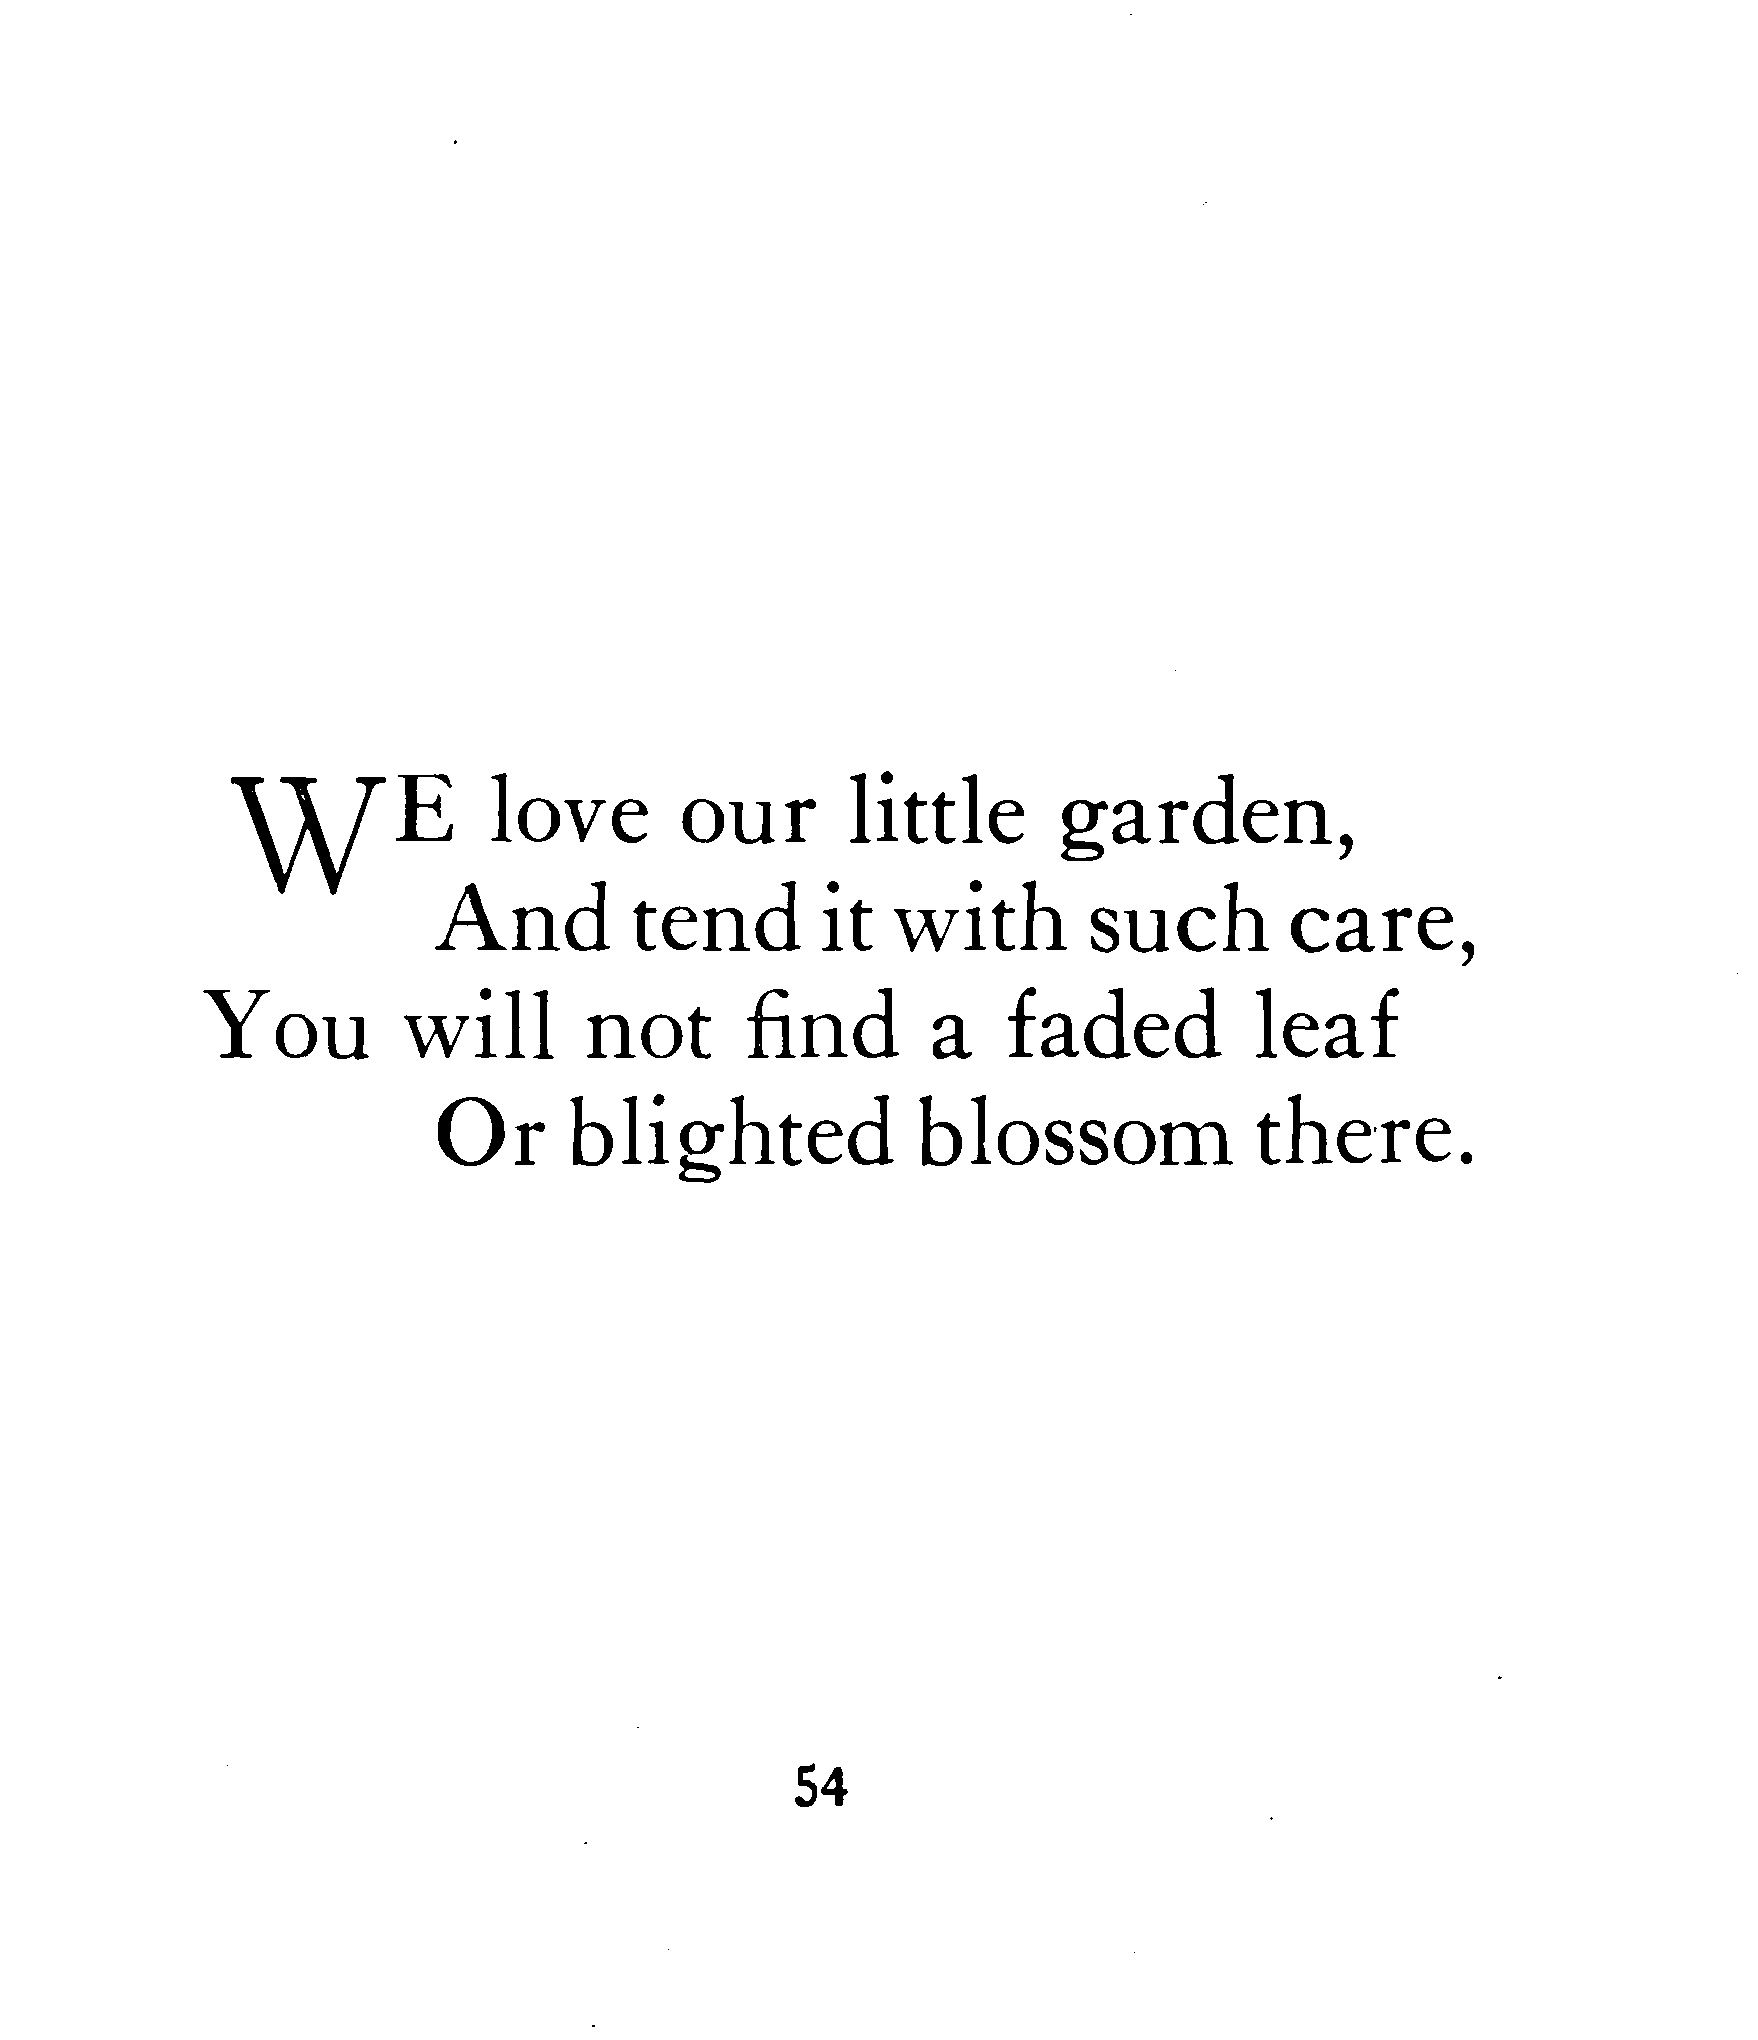 WE love our little garden,
And tend it with such care,
You will not find a faded leaf
Or blighted blossom there.
54